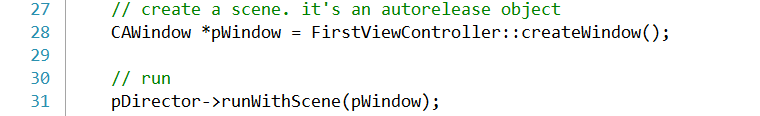 27 // create a scene. it's an autorelease object
28 CAWindow *pWindow = FirstViewController::createWindow();
29
30 // run
31 pDirector->runWithScene(pWindow);